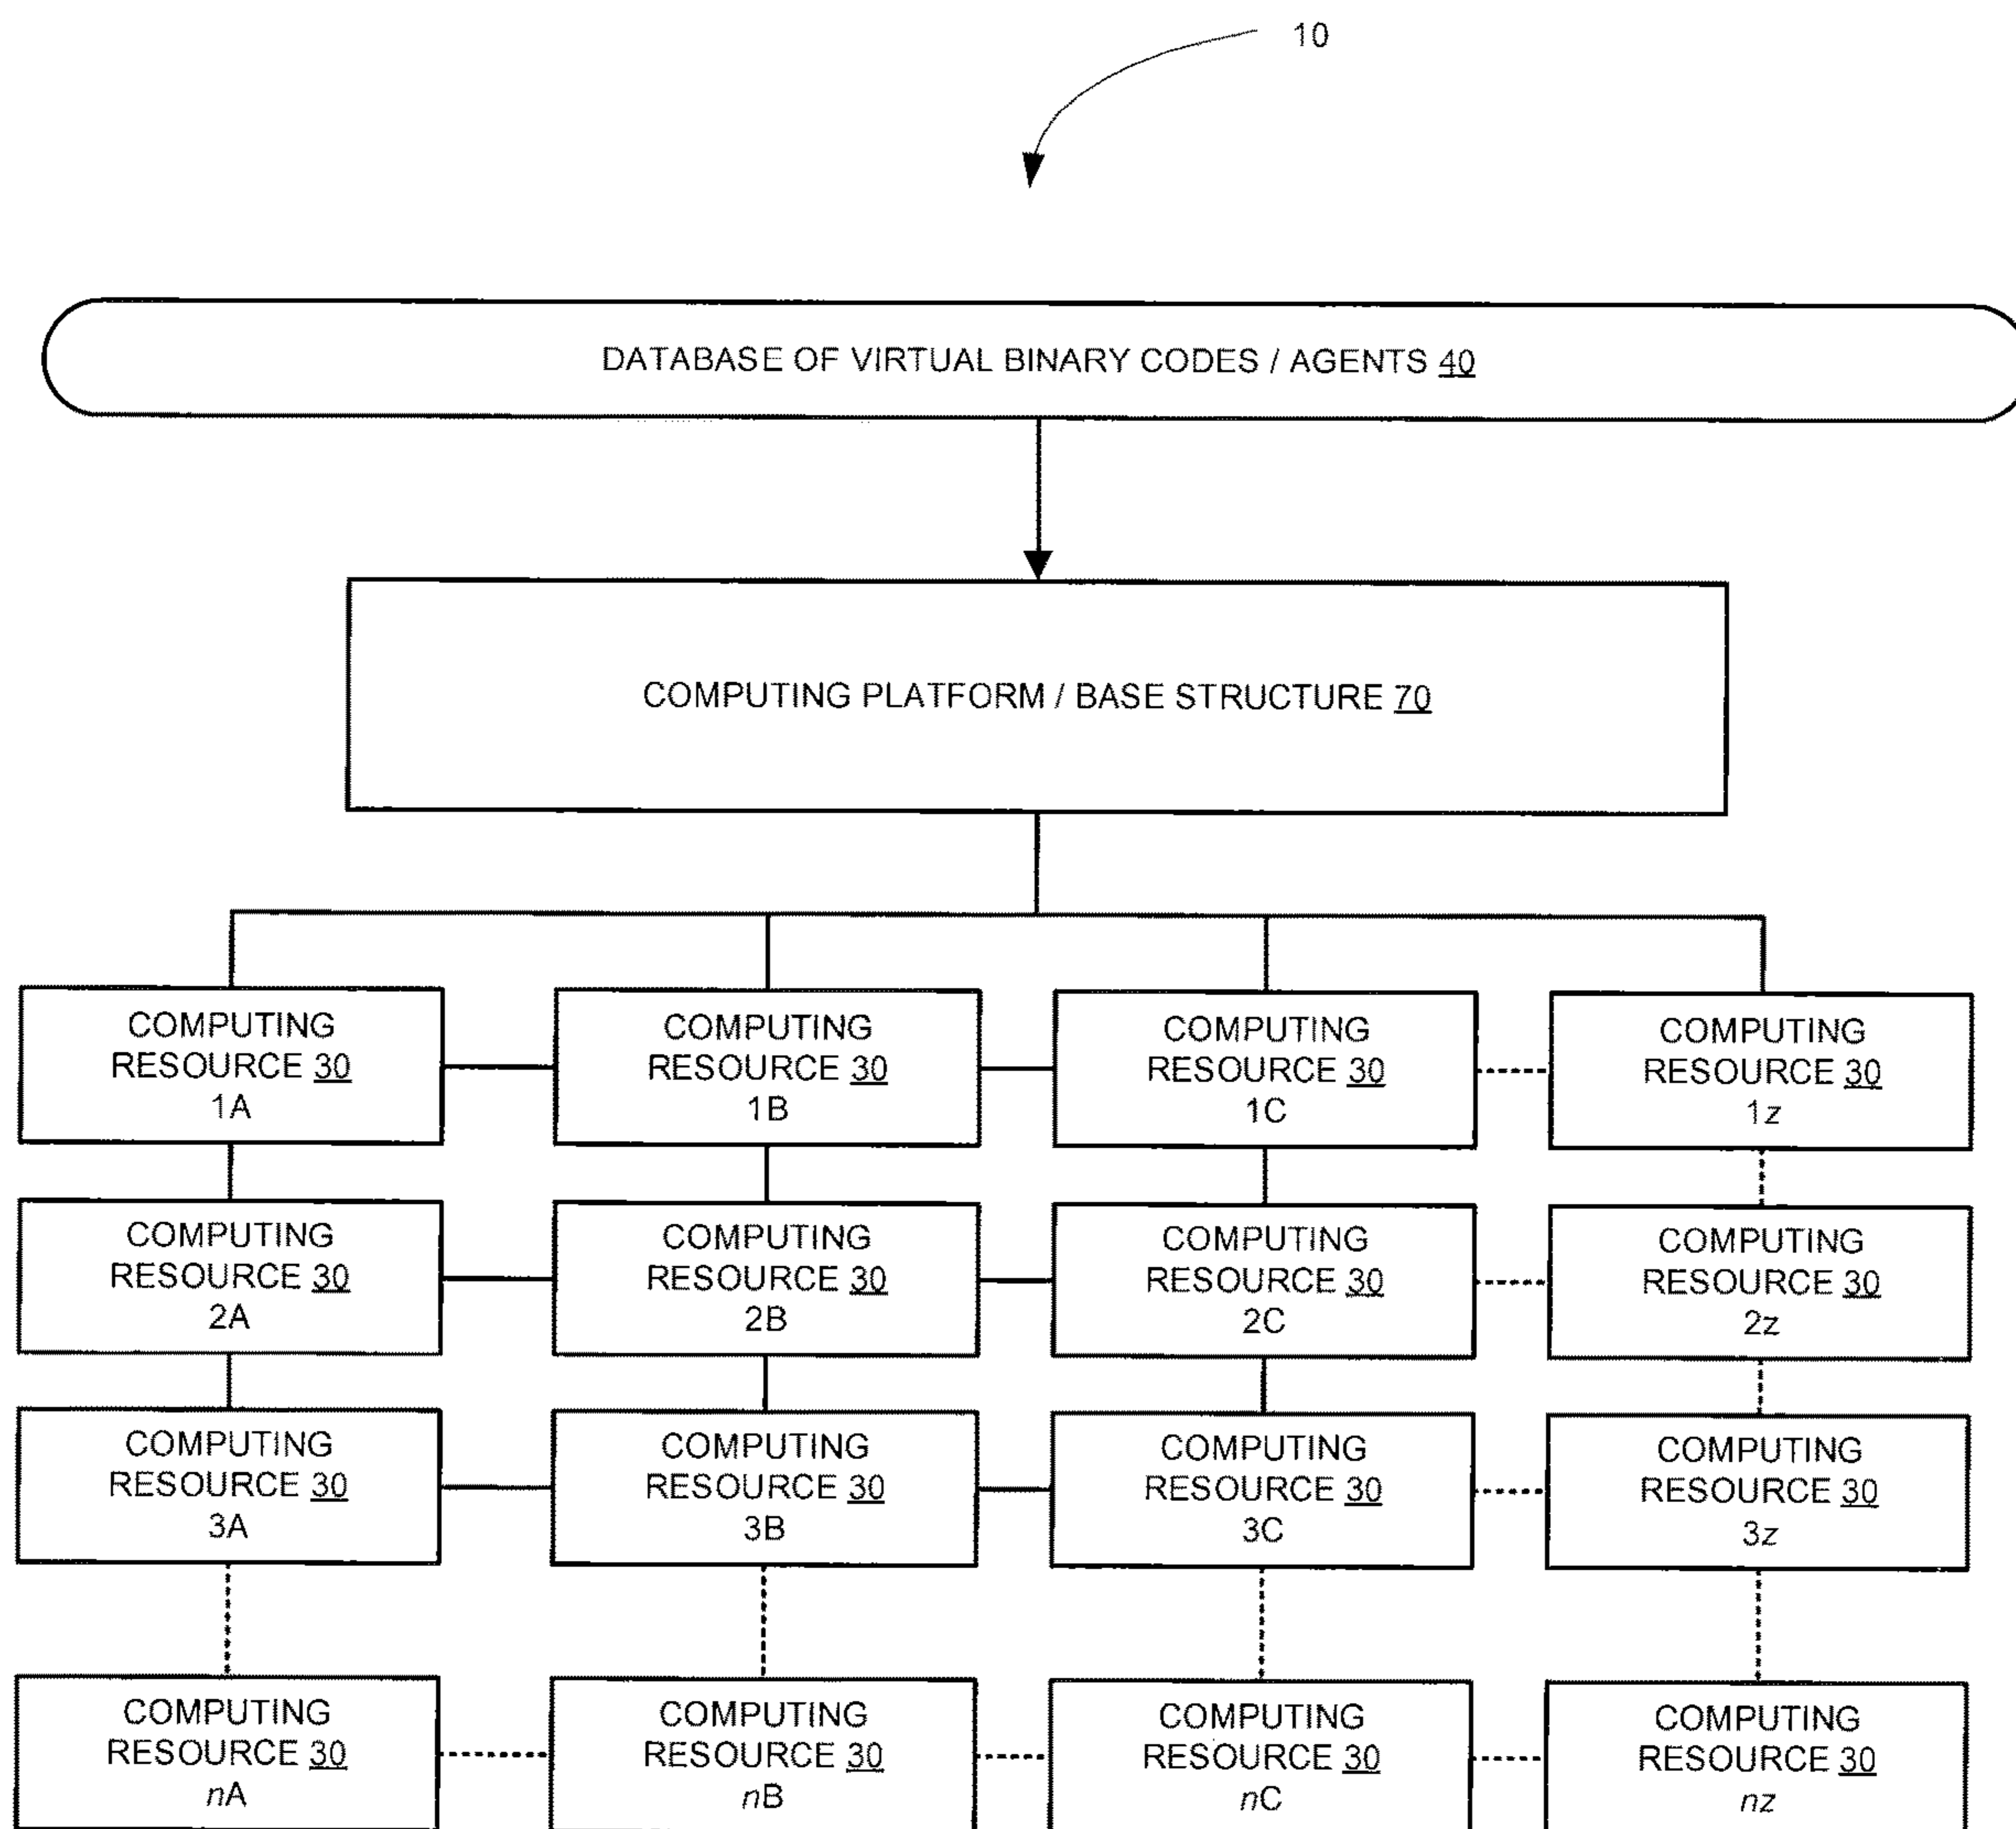 10
DATABASE OF VIRTUAL BINARY CODES / AGENTS 40
COMPUTING PLATFORM / BASE STRUCTURE 70
COMPUTING
RESOURCE 30
1A
COMPUTING
RESOURCE 30
1B
COMPUTING
RESOURCE 30
1C
COMPUTING
RESOURCE 30
1z
COMPUTING
RESOURCE 30
2A
COMPUTING
RESOURCE 30
2B
COMPUTING
RESOURCE 30
2C
COMPUTING
RESOURCE 30
2z
COMPUTING
RESOURCE 30
3A
COMPUTING
RESOURCE 30
3B
COMPUTING
RESOURCE 30
3C
COMPUTING
RESOURCE 30
3z
COMPUTING
RESOURCE 30
nA
COMPUTING
RESOURCE 30
nB
COMPUTING
RESOURCE 30
nC
COMPUTING
RESOURCE 30
nz